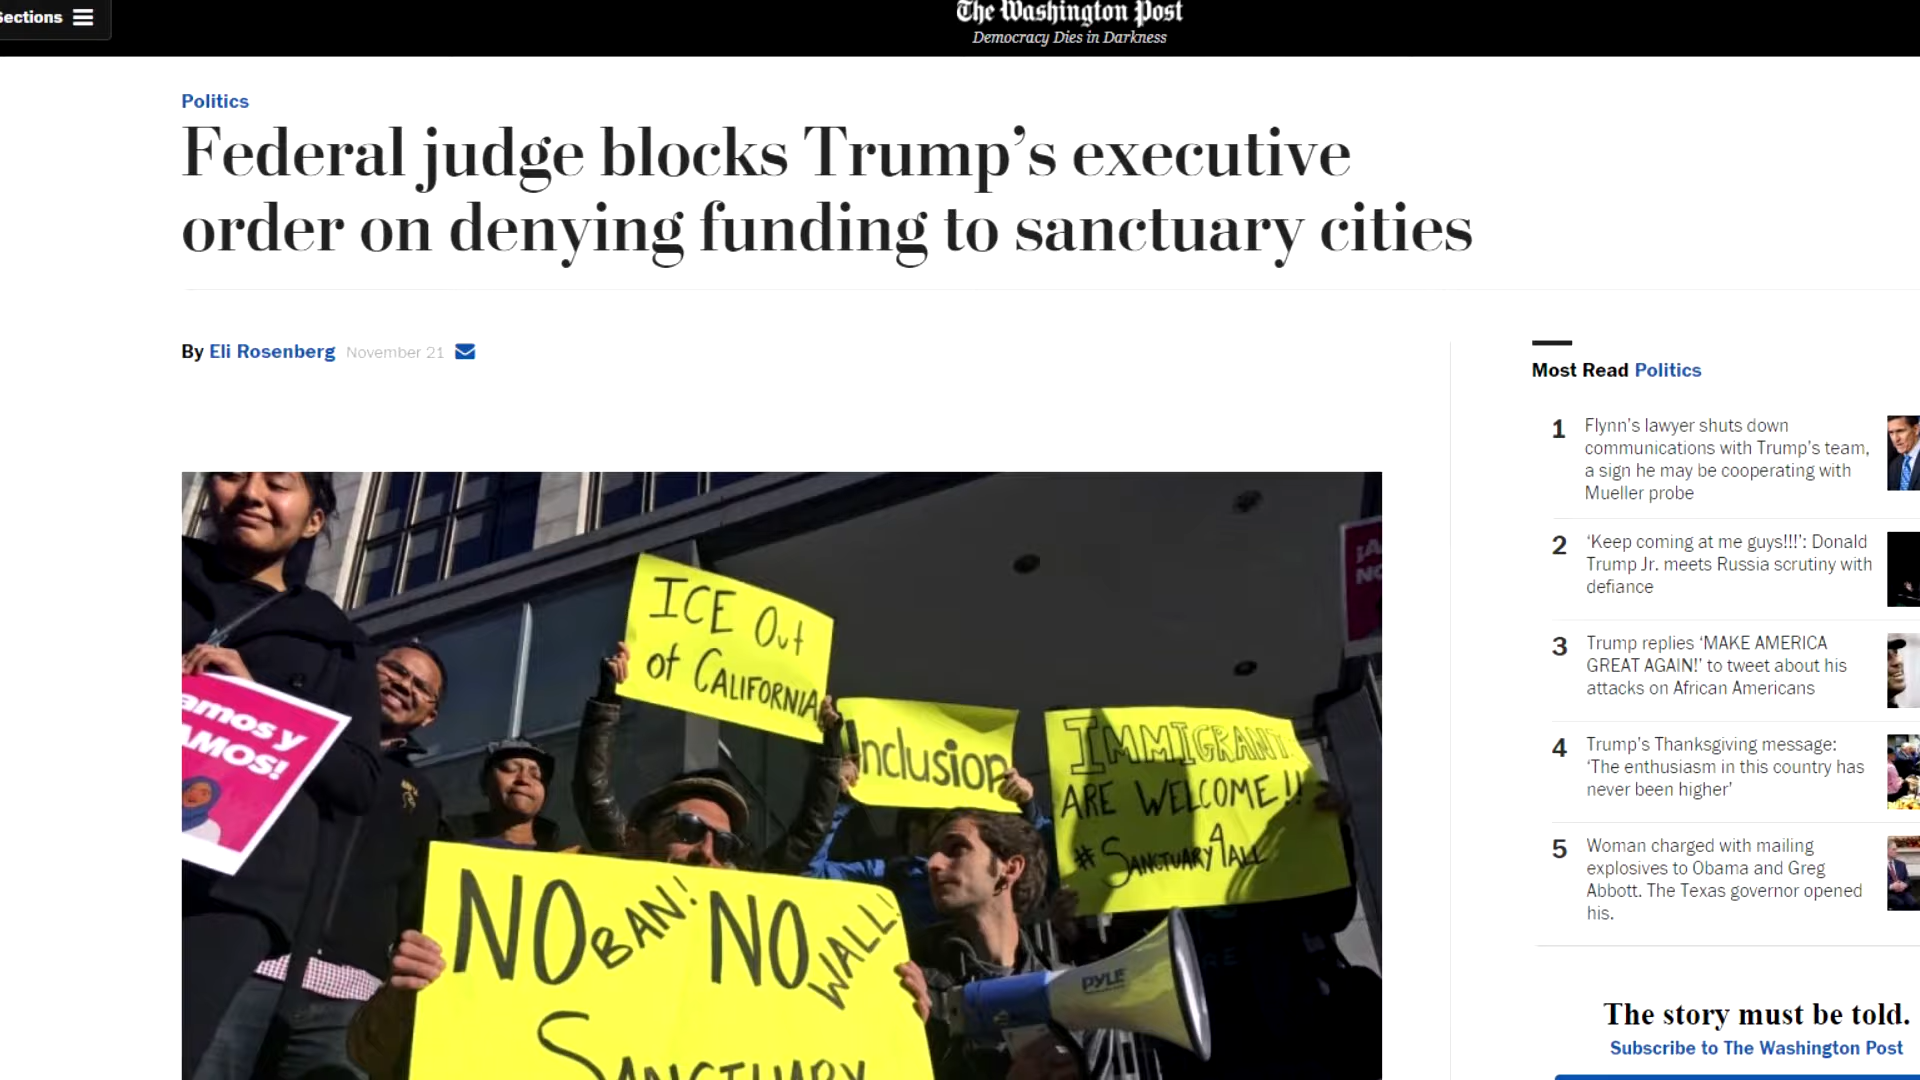 Sections
The Washington Post
Democracy Dies in Darkness
Politics
Federal judge blocks Trump’s executive
order on denying funding to sanctuary cities
By Eli Rosenberg November 21
ICE Out
of CALIFORNIA
Inclusion
IMMIGRANT
ARE WELCOME!!
#SANCTUARY4ALL
amos y
AMOS!
NO BAN! NO WALL!
SANCTUARY
PYLE
Most Read Politics
1 Flynn’s lawyer shuts down
communications with Trump’s team,
a sign he may be cooperating with
Mueller probe
2 ‘Keep coming at me guys!!!’: Donald
Trump Jr. meets Russia scrutiny with
defiance
3 Trump replies ‘MAKE AMERICA
GREAT AGAIN!’ to tweet about his
attacks on African Americans
4 Trump’s Thanksgiving message:
‘The enthusiasm in this country has
never been higher’
5 Woman charged with mailing
explosives to Obama and Greg
Abbott. The Texas governor opened
his.
The story must be told.
Subscribe to The Washington Post